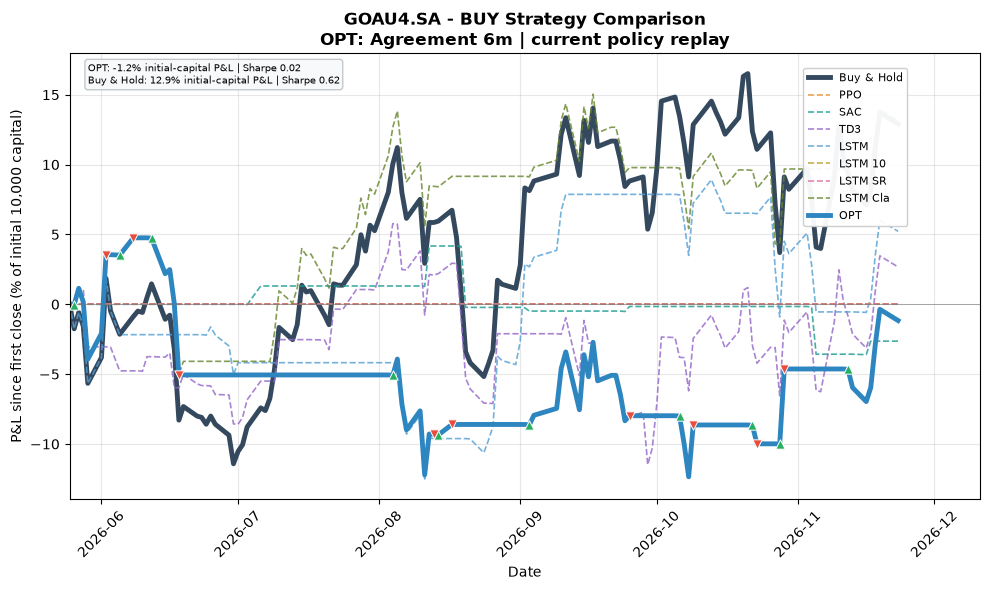 GOAU4.SA - BUY Strategy Comparison
OPT: Agreement 6m | current policy replay
OPT: -1.2% initial-capital P&L | Sharpe 0.02
Buy & Hold: 12.9% initial-capital P&L | Sharpe 0.62
Buy & Hold
PPO
SAC
TD3
LSTM
LSTM 10
LSTM SR
LSTM Cla
OPT
P&L since first close (% of initial 10,000 capital)
15
10
5
0
−5
−10
2026-06
2026-07
2026-08
2026-09
2026-10
2026-11
2026-12
Date